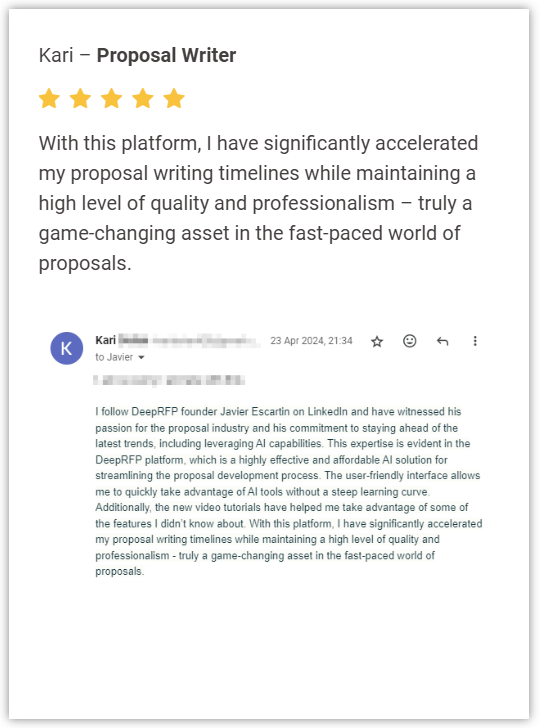 Kari – Proposal Writer
With this platform, I have significantly accelerated
my proposal writing timelines while maintaining a
high level of quality and professionalism – truly a
game-changing asset in the fast-paced world of
proposals.
K
Kari
23 Apr 2024, 21:34
to Javier
I follow DeepRFP founder Javier Escartin on LinkedIn and have witnessed his
passion for the proposal industry and his commitment to staying ahead of the
latest trends, including leveraging AI capabilities. This expertise is evident in the
DeepRFP platform, which is a highly effective and affordable AI solution for
streamlining the proposal development process. The user-friendly interface allows
me to quickly take advantage of AI tools without a steep learning curve.
Additionally, the new video tutorials have helped me take advantage of some of
the features I didn't know about. With this platform, I have significantly accelerated
my proposal writing timelines while maintaining a high level of quality and
professionalism - truly a game-changing asset in the fast-paced world of
proposals.